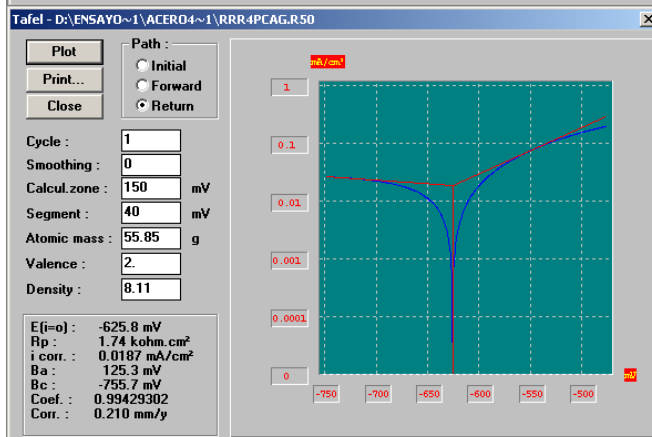 Tafel - D:\ENSAYO~1\ACERO4~1\RRR4PCAG.R50
Plot
Print...
Close
Path :
Initial
Forward
Return
Cycle : 1
Smoothing : 0
Calcul.zone : 150 mV
Segment : 40 mV
Atomic mass : 55.85 g
Valence : 2.
Density : 8.11
E(i=o) : -625.8 mV
Rp : 1.74 kohm.cm²
i corr. : 0.0187 mA/cm²
Ba : 125.3 mV
Bc : -755.7 mV
Coef. : 0.99429302
Corr. : 0.210 mm/y
mA/cm²
1
0.1
0.01
0.001
0.0001
0
mV
-750 -700 -650 -600 -550 -500